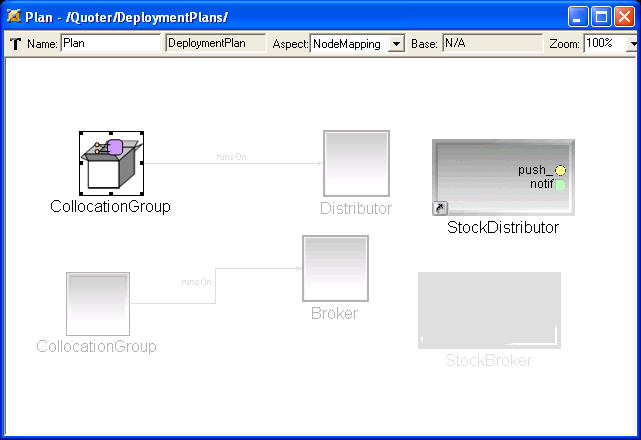 Plan - /Quoter/DeploymentPlans/
Name: Plan DeploymentPlan Aspect: NodeMapping Base: N/A Zoom: 100%
runsOn
push_
notif
CollocationGroup Distributor StockDistributor
runsOn
Broker
CollocationGroup StockBroker